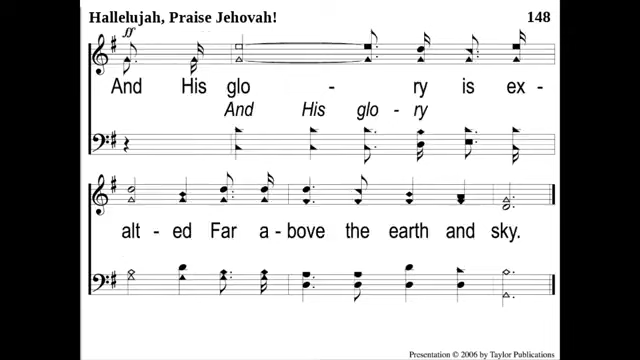 Hallelujah, Praise Jehovah! 148
ff
And His glo - ry is ex-
And His glo - ry
alt - ed Far a-bove the earth and sky.
Presentation © 2006 by Taylor Publications